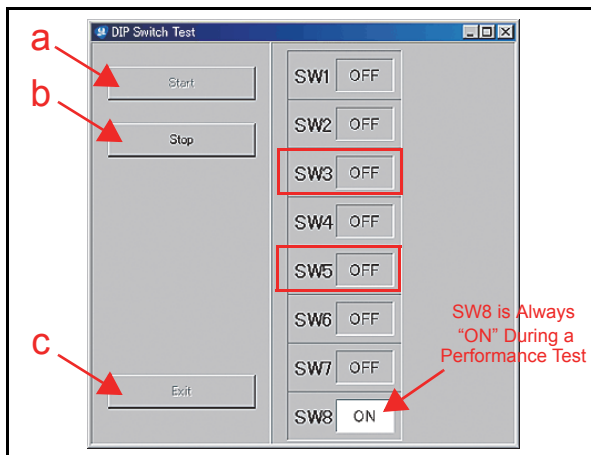 DIP Switch Test
a
Start
b
Stop
c
Exit
SW1 OFF
SW2 OFF
SW3 OFF
SW4 OFF
SW5 OFF
SW6 OFF
SW7 OFF
SW8 ON
SW8 is Always
“ON” During a
Performance Test